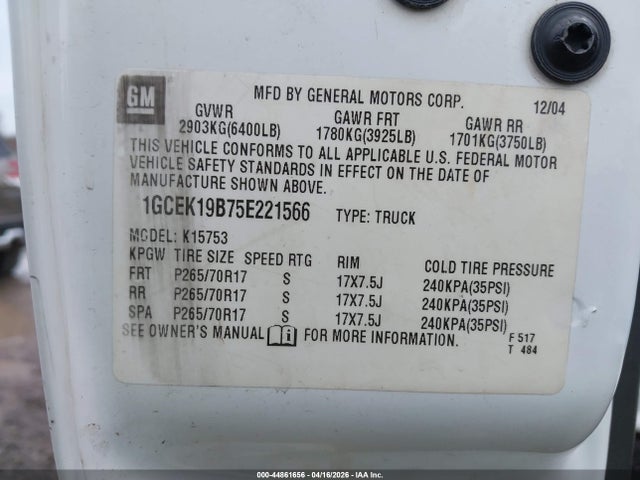 GM
MFD BY GENERAL MOTORS CORP. 12/04
GVWR GAWR FRT GAWR RR
2903KG(6400LB) 1780KG(3925LB) 1701KG(3750LB)
THIS VEHICLE CONFORMS TO ALL APPLICABLE U.S. FEDERAL MOTOR
VEHICLE SAFETY STANDARDS IN EFFECT ON THE DATE OF
MANUFACTURE SHOWN ABOVE.
1GCEK19B75E221566 TYPE: TRUCK
MODEL: K15753
KPGW TIRE SIZE SPEED RTG RIM COLD TIRE PRESSURE
FRT P265/70R17 S 17X7.5J 240KPA(35PSI)
RR P265/70R17 S 17X7.5J 240KPA(35PSI)
SPA P265/70R17 S 17X7.5J 240KPA(35PSI)
SEE OWNER'S MANUAL FOR MORE INFORMATION.
F 517
T 484
000-44861656 - 04/16/2026 - IAAI.com